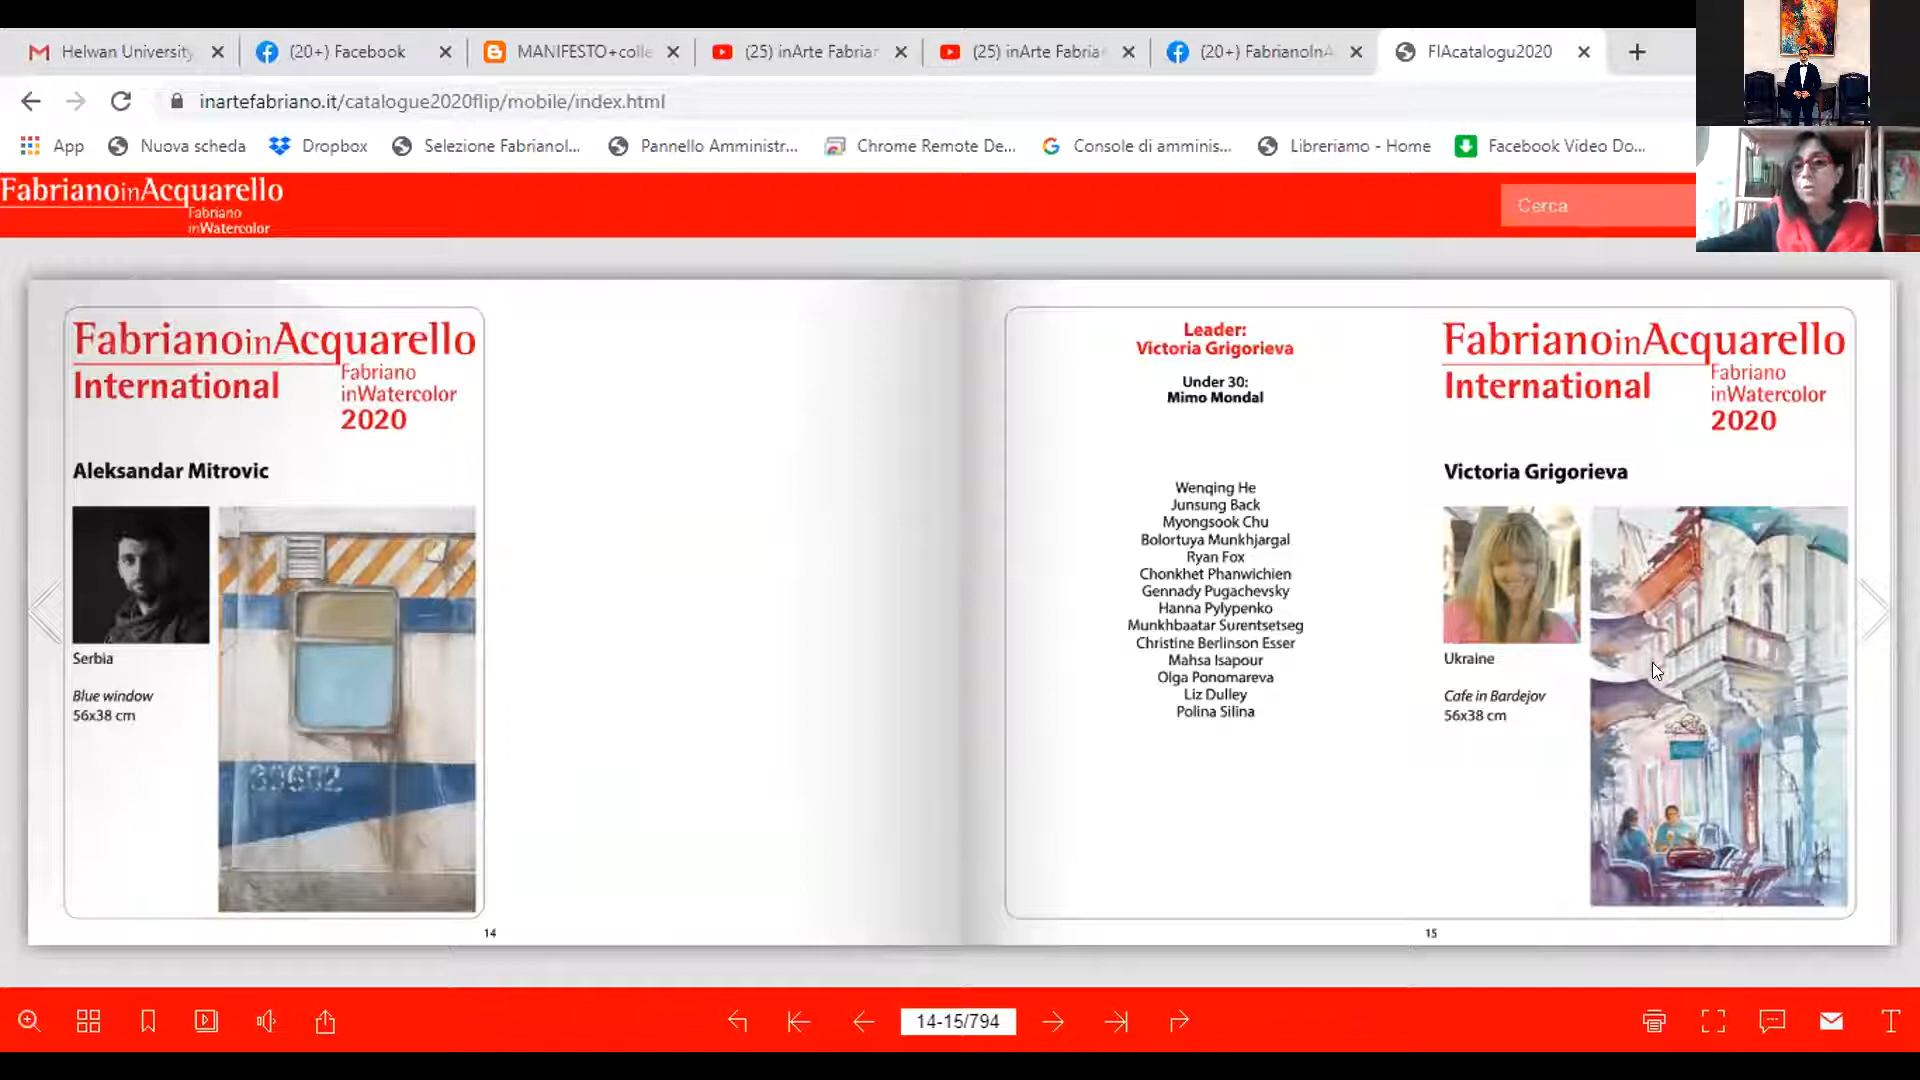 Helwan University
(20+) Facebook
MANIFESTO+colle
(25) inArte Fabriar
(25) inArte Fabria
(20+) FabrianoInA
FIAcatalogu2020
inartefabriano.it/catalogue2020flip/mobile/index.html
App
Nuova scheda
Dropbox
Selezione Fabrianol...
Pannello Amministr...
Chrome Remote De...
Console di amminis...
Libreriamo - Home
Facebook Video Do...
FabrianoinAcquarello
Fabriano
inWatercolor
Cerca
FabrianoinAcquarello
International
Fabriano
inWatercolor
2020
Aleksandar Mitrovic
Serbia
Blue window
56x38 cm
14
Leader:
Victoria Grigorieva
Under 30:
Mimo Mondal
Wenqing He
Junsung Back
Myongsook Chu
Bolortuya Munkhjargal
Ryan Fox
Chonkhet Phanwichien
Gennady Pugachevsky
Hanna Pylypenko
Munkhbaatar Surentsetseg
Christine Berlinson Esser
Mahsa Isapour
Olga Ponomareva
Liz Dulley
Polina Silina
FabrianoinAcquarello
International
Fabriano
inWatercolor
2020
Victoria Grigorieva
Ukraine
Cafe in Bardejov
56x38 cm
15
14-15/794